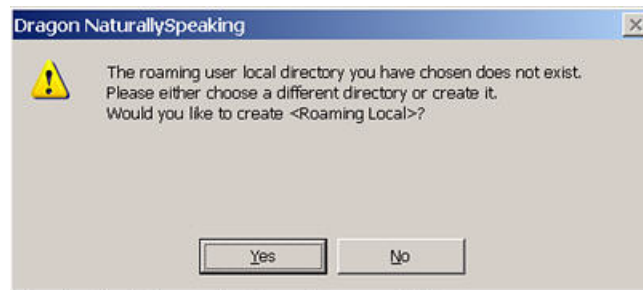 Dragon NaturallySpeaking
The roaming user local directory you have chosen does not exist.
Please either choose a different directory or create it.
Would you like to create <Roaming Local>?
Yes
No